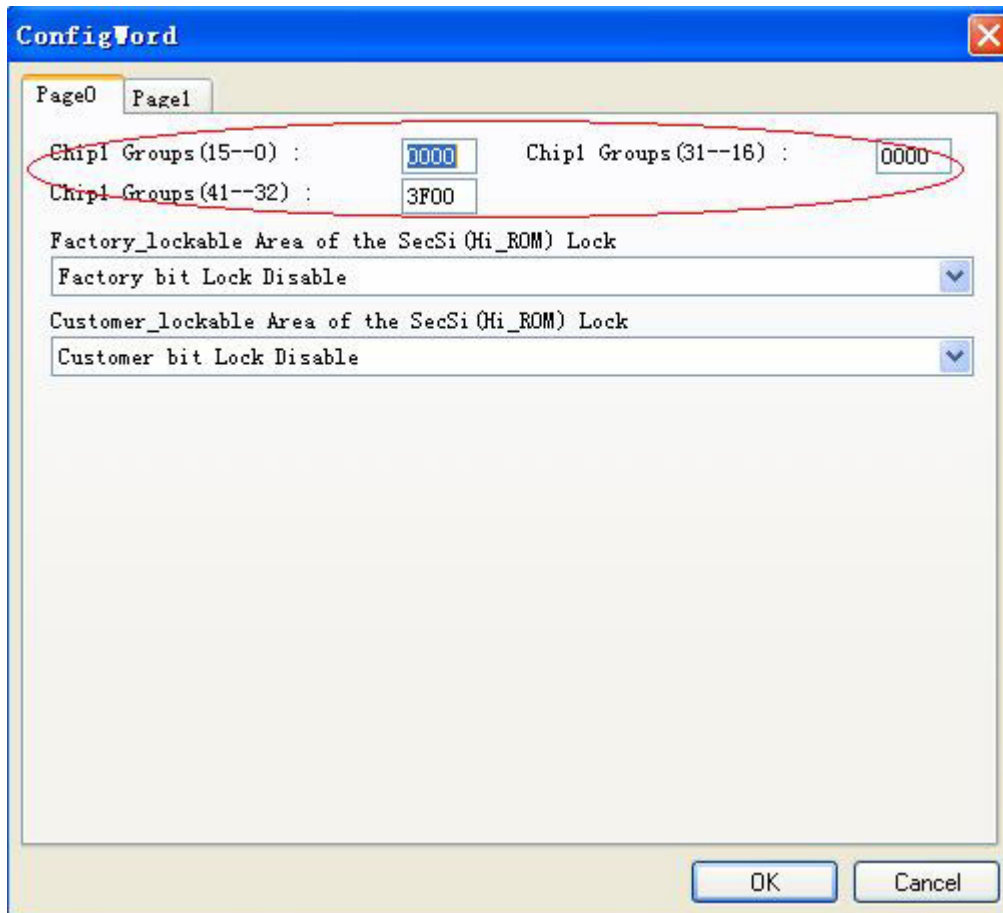 ConfigWord
Page0 Page1
Chip1 Groups(15--0) : 0000 Chip1 Groups(31--16) : 0000
Chip1 Groups(41--32) : 3F00
Factory_lockable Area of the SecSi(Hi_ROM) Lock
Factory bit Lock Disable
Customer_lockable Area of the SecSi(Hi_ROM) Lock
Customer bit Lock Disable
OK Cancel